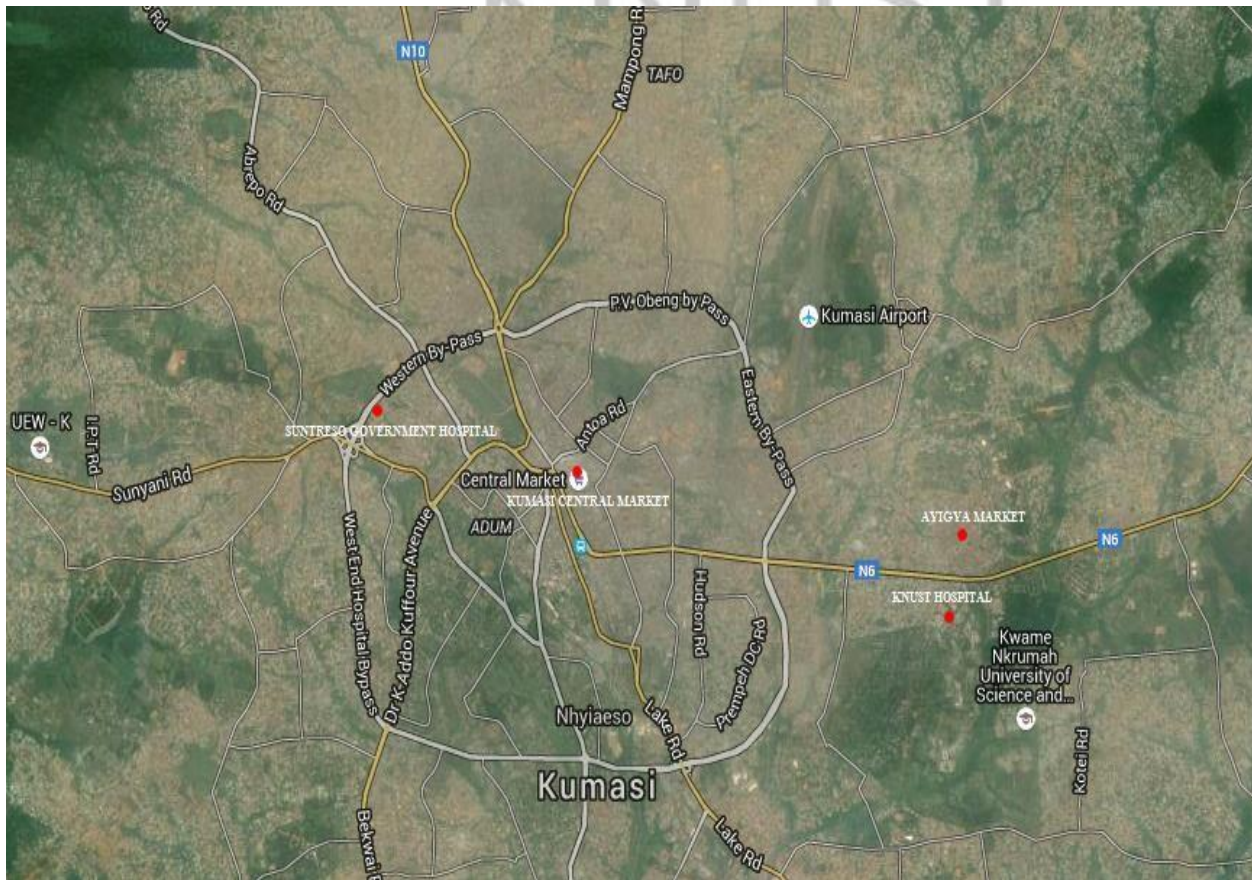 N10
Mampong R
TAFO
Abrepo Rd
P.V. Obeng by Pass
Kumasi Airport
Western By-Pass
Eastern By-Pass
UEW - K
I.P.T Rd
SUNTRESO GOVERNMENT HOSPITAL
Antoa Rd
Sunyani Rd
Central Market
KUMASI CENTRAL MARKET
ADUM
AYIGYA MARKET
N6
N6
West End Hospital Bypass
Dr K Addo Kuffour Avenue
Hudson Rd
Prempeh DC Rd
KNUST HOSPITAL
Kwame
Nkrumah
University of
Science and...
Nhyiaeso
Lake Rd
Kotei Rd
Kumasi
Bekwai
Lake Rd